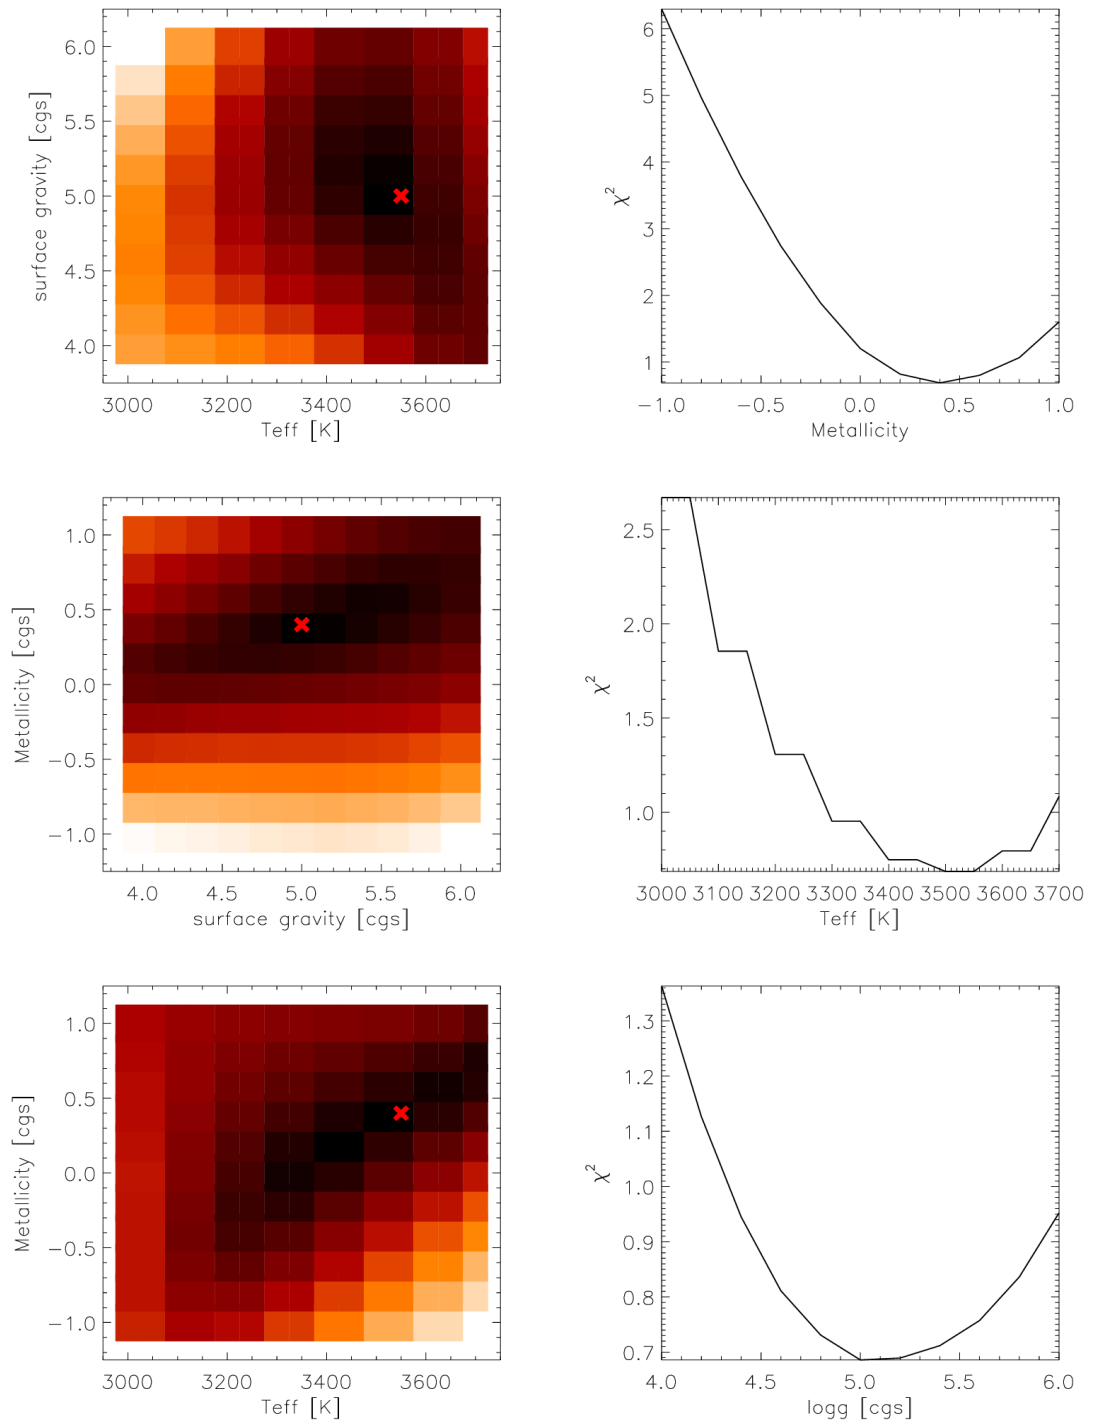 6.0
5.5
5.0
4.5
4.0
surface gravity [cgs]
3000 3200 3400 3600
Teff [K]
6
5
4
3
2
1
χ2
−1.0 −0.5 0.0 0.5 1.0
Metallicity
1.0
0.5
0.0
−0.5
−1.0
Metallicity [cgs]
4.0 4.5 5.0 5.5 6.0
surface gravity [cgs]
2.5
2.0
1.5
1.0
χ2
3000 3100 3200 3300 3400 3500 3600 3700
Teff [K]
1.0
0.5
0.0
−0.5
−1.0
Metallicity [cgs]
3000 3200 3400 3600
Teff [K]
1.3
1.2
1.1
1.0
0.9
0.8
0.7
χ2
4.0 4.5 5.0 5.5 6.0
logg [cgs]